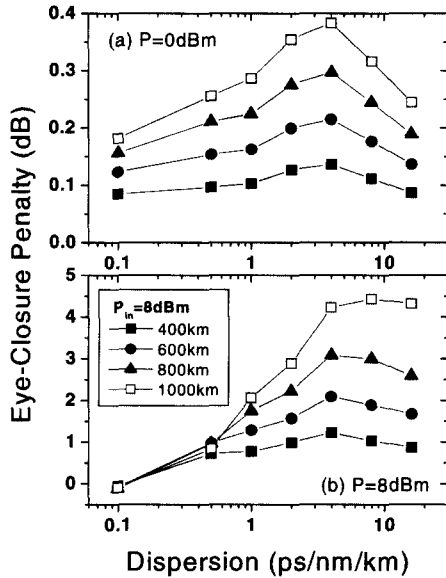 (a) P=0dBm
0.4
0.3
0.2
0.1
0.0
0.1
1
10
Eye-Closure Penalty (dB)
5
4
3
2
1
0
P_in=8dBm
400km
600km
800km
1000km
(b) P=8dBm
0.1
1
10
Dispersion (ps/nm/km)